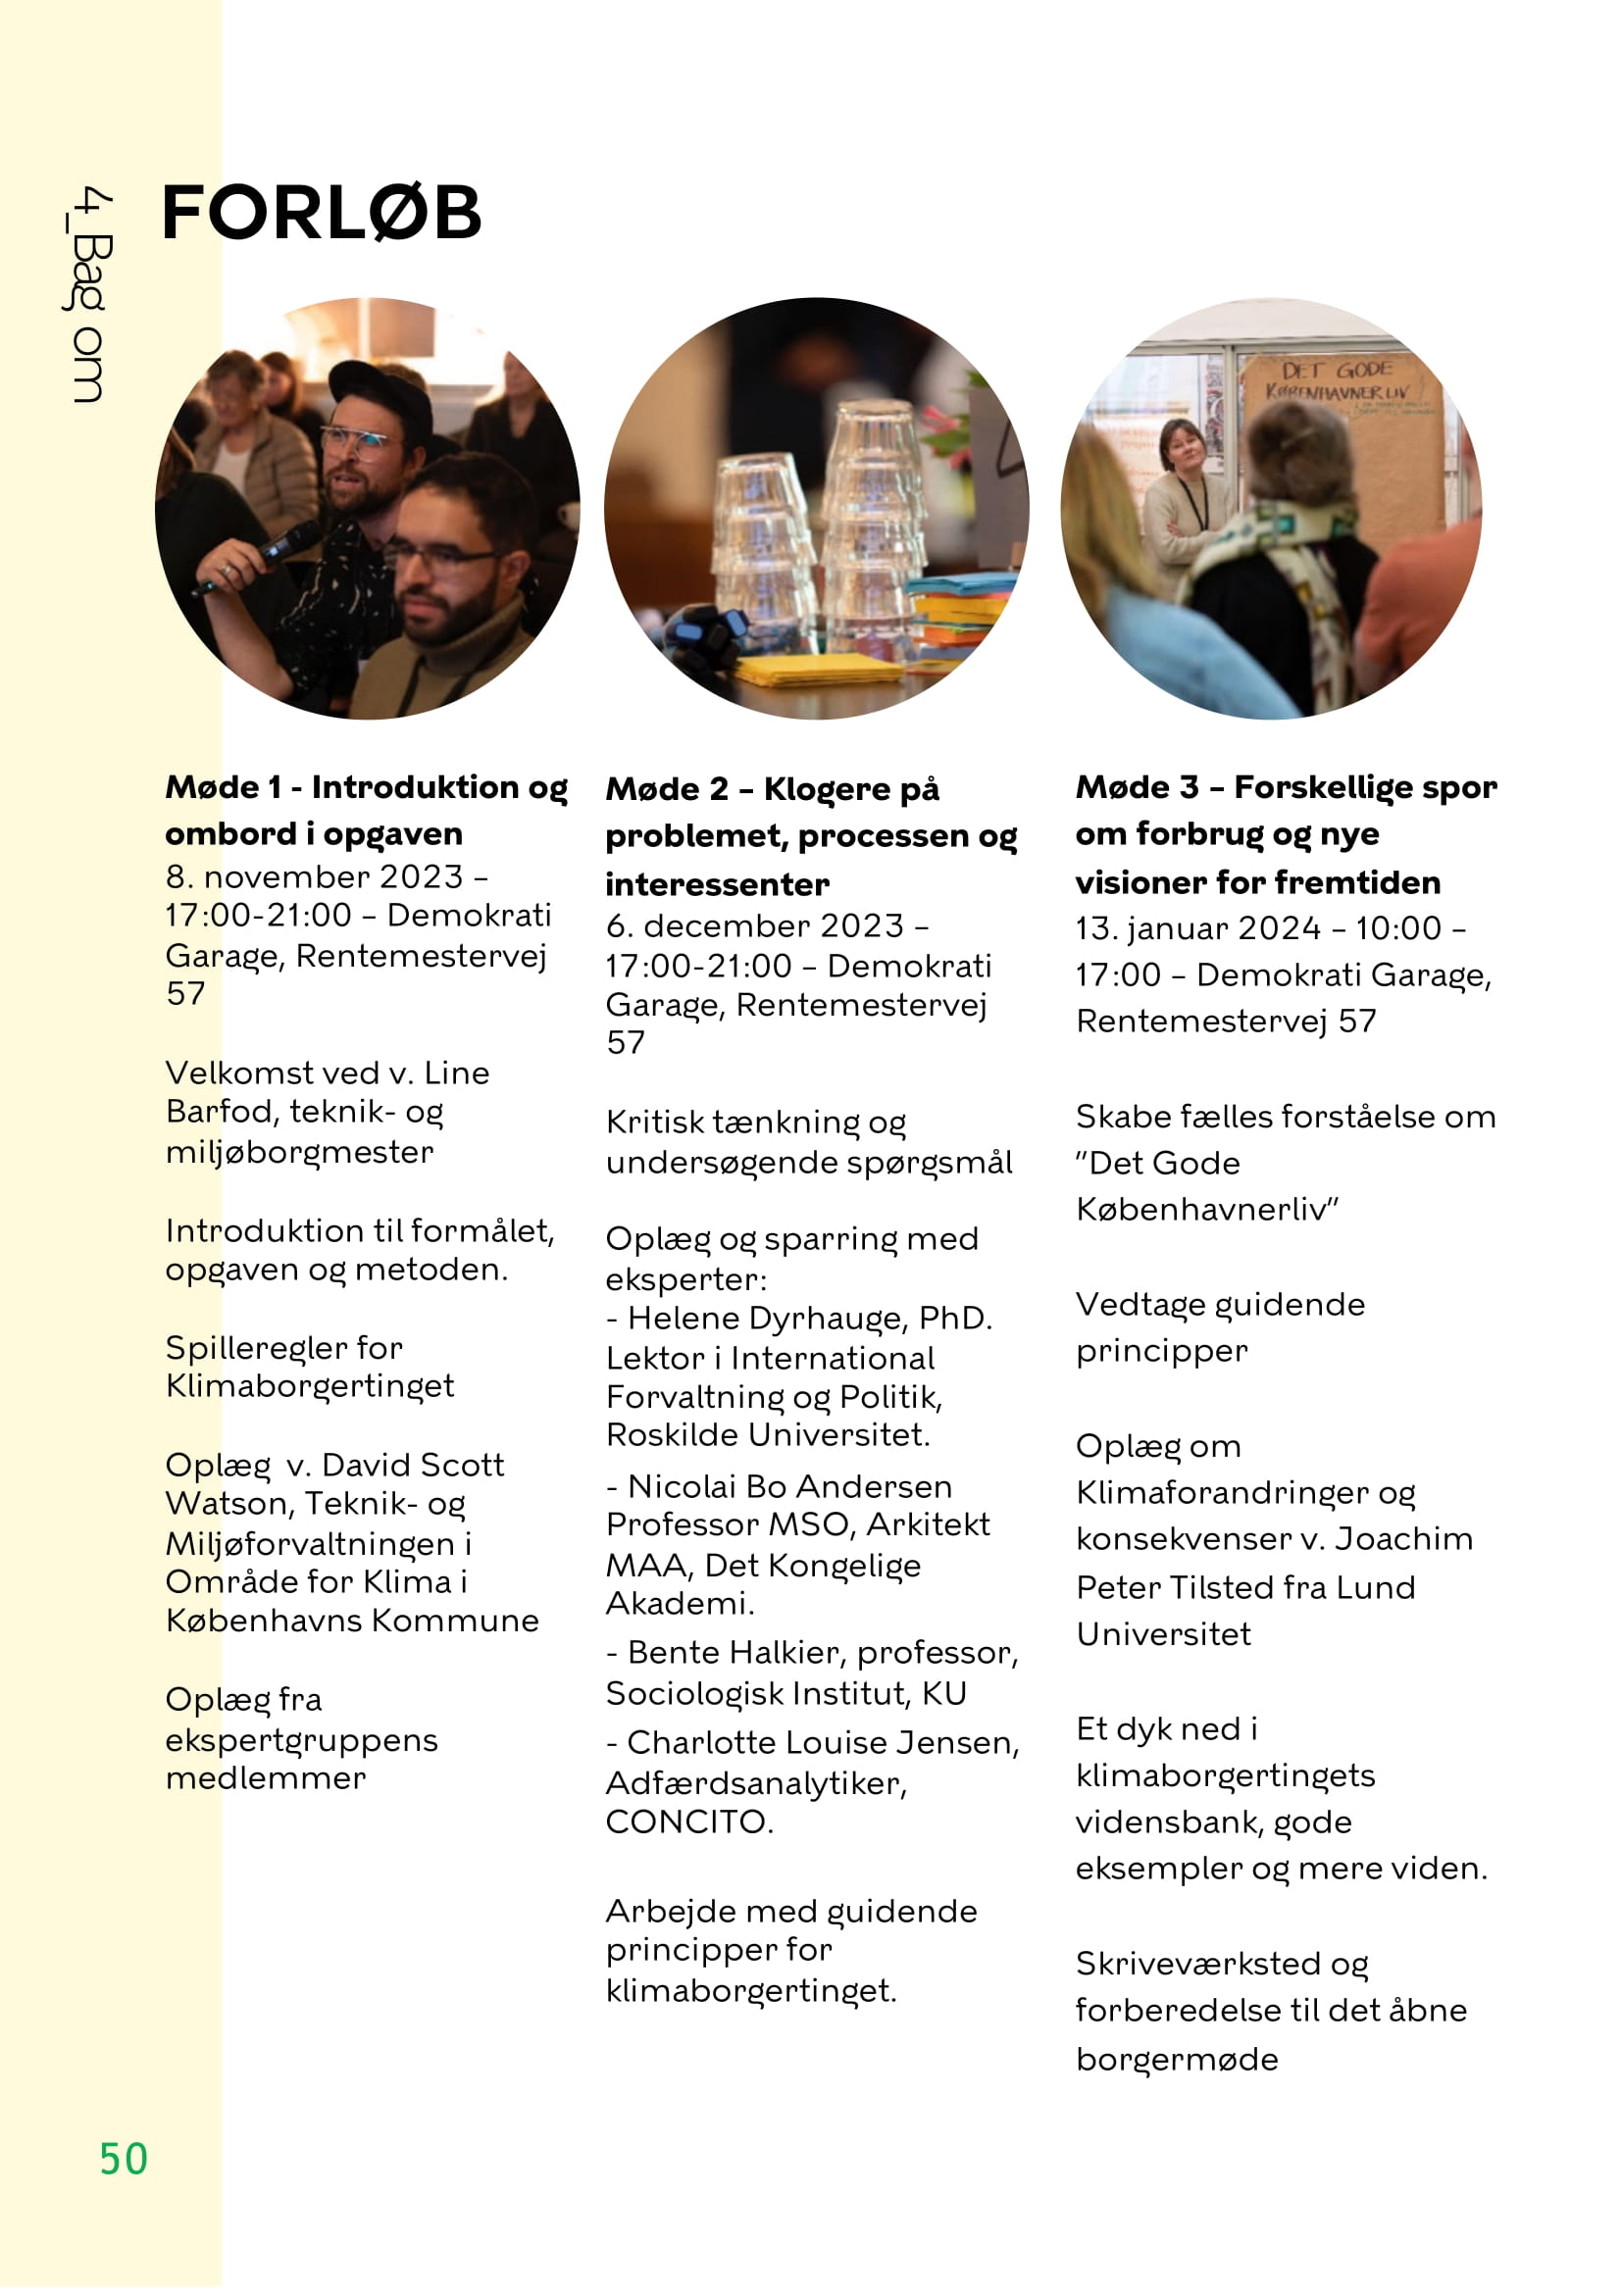 4_Bag om
FORLØB
DET GODE
KØBENHAVNERLIV
Møde 1 - Introduktion og
ombord i opgaven
8. november 2023 –
17:00-21:00 – Demokrati
Garage, Rentemestervej
57
Velkomst ved v. Line
Barfod, teknik- og
miljøborgmester
Introduktion til formålet,
opgaven og metoden.
Spilleregler for
Klimaborgertinget
Oplæg  v. David Scott
Watson, Teknik- og
Miljøforvaltningen i
Område for Klima i
Københavns Kommune
Oplæg fra
ekspertgruppens
medlemmer
Møde 2 – Klogere på
problemet, processen og
interessenter
6. december 2023 –
17:00-21:00 – Demokrati
Garage, Rentemestervej
57
Kritisk tænkning og
undersøgende spørgsmål
Oplæg og sparring med
eksperter:
- Helene Dyrhauge, PhD.
Lektor i International
Forvaltning og Politik,
Roskilde Universitet.
- Nicolai Bo Andersen
Professor MSO, Arkitekt
MAA, Det Kongelige
Akademi.
- Bente Halkier, professor,
Sociologisk Institut, KU
- Charlotte Louise Jensen,
Adfærdsanalytiker,
CONCITO.
Arbejde med guidende
principper for
klimaborgertinget.
Møde 3 – Forskellige spor
om forbrug og nye
visioner for fremtiden
13. januar 2024 – 10:00 –
17:00 – Demokrati Garage,
Rentemestervej 57
Skabe fælles forståelse om
”Det Gode
Københavnerliv”
Vedtage guidende
principper
Oplæg om
Klimaforandringer og
konsekvenser v. Joachim
Peter Tilsted fra Lund
Universitet
Et dyk ned i
klimaborgertingets
vidensbank, gode
eksempler og mere viden.
Skriveværksted og
forberedelse til det åbne
borgermøde
50